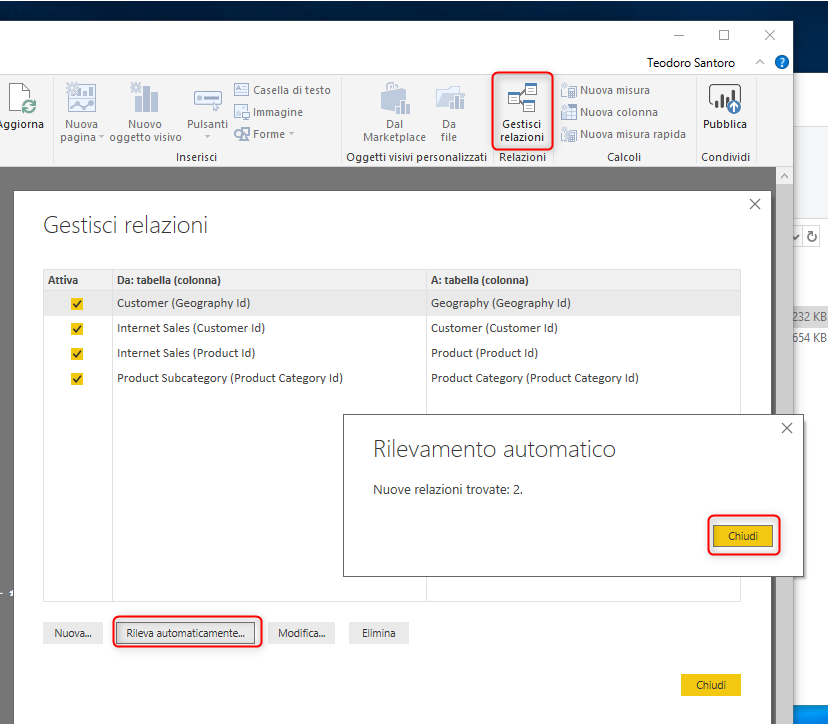 Teodoro Santoro
?
Aggiorna
Nuova
pagina
Nuovo
oggetto visivo
Pulsanti
Casella di testo
Immagine
Forme
Inserisci
Dal
Marketplace
Da
file
Oggetti visivi personalizzati
Gestisci
relazioni
Relazioni
Nuova misura
Nuova colonna
Nuova misura rapida
Calcoli
Pubblica
Condividi
Gestisci relazioni
Attiva Da: tabella (colonna) A: tabella (colonna)
Customer (Geography Id) Geography (Geography Id)
Internet Sales (Customer Id) Customer (Customer Id)
Internet Sales (Product Id) Product (Product Id)
Product Subcategory (Product Category Id) Product Category (Product Category Id)
232 KB
654 KB
Rilevamento automatico
Nuove relazioni trovate: 2.
Chiudi
Nuova... Rileva automaticamente... Modifica... Elimina
Chiudi